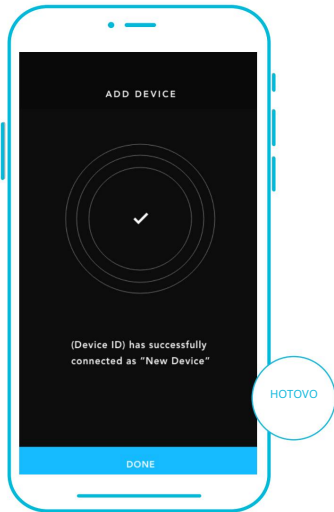 ADD DEVICE
(Device ID) has successfully
connected as "New Device"
HOTOVO
DONE